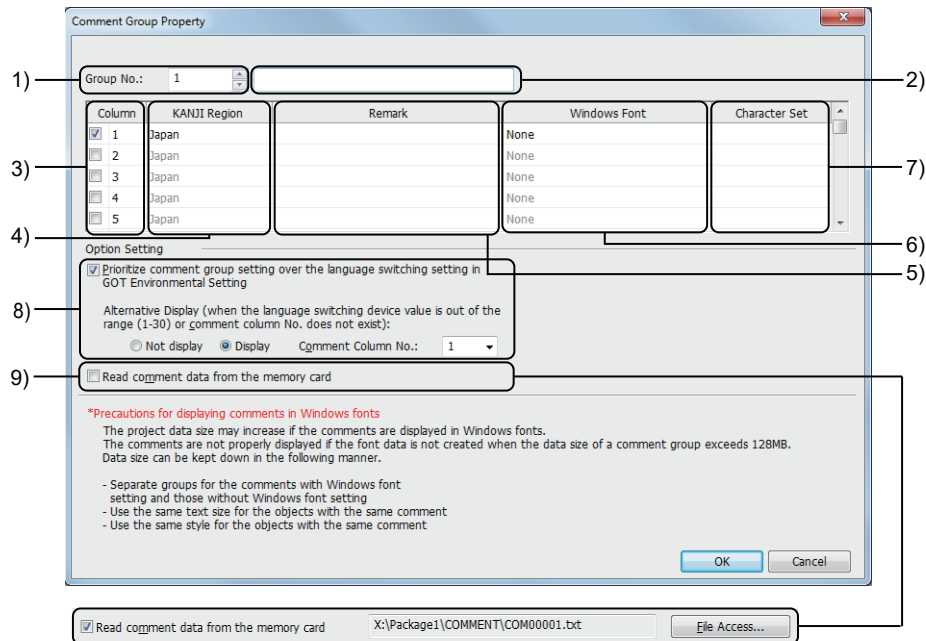 Comment Group Property
1)
Group No.:
1
2)
Column KANJI Region Remark Windows Font Character Set
1 Japan None
2 Japan None
3)
3 Japan None
7)
4 Japan None
5 Japan None
4)
6)
Option Setting
5)
Prioritize comment group setting over the language switching setting in
GOT Environmental Setting
8)
Alternative Display (when the language switching device value is out of the
range (1-30) or comment column No. does not exist):
Not display Display Comment Column No.: 1
9)
Read comment data from the memory card
*Precautions for displaying comments in Windows fonts
The project data size may increase if the comments are displayed in Windows fonts.
The comments are not properly displayed if the font data is not created when the data size of a comment group exceeds 128MB.
Data size can be kept down in the following manner.
- Separate groups for the comments with Windows font
setting and those without Windows font setting
- Use the same text size for the objects with the same comment
- Use the same style for the objects with the same comment
OK Cancel
Read comment data from the memory card X:\Package1\COMMENT\COM00001.txt File Access...